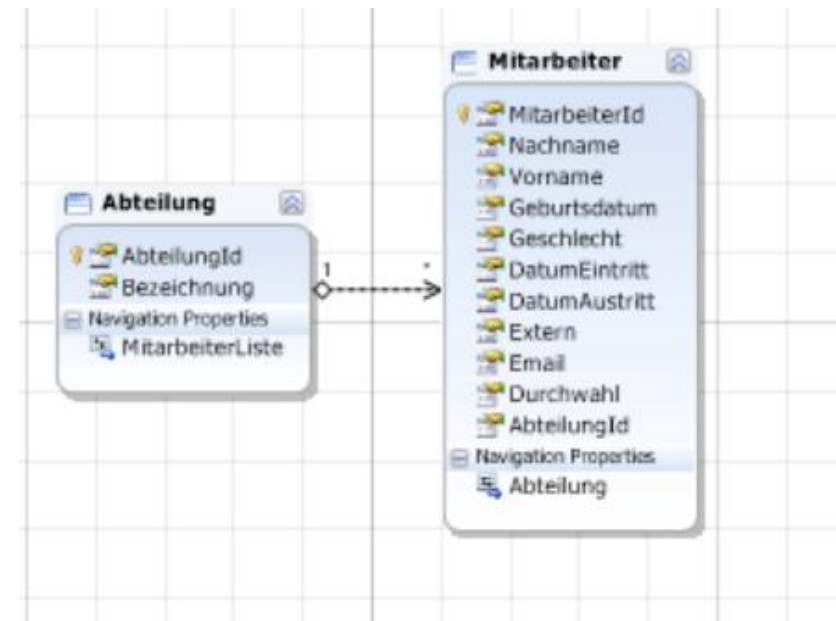 Abteilung
AbteilungId
Bezeichnung
Navigation Properties
MitarbeiterListe
1
*
Mitarbeiter
MitarbeiterId
Nachname
Vorname
Geburtsdatum
Geschlecht
DatumEintritt
DatumAustritt
Extern
Email
Durchwahl
AbteilungId
Navigation Properties
Abteilung